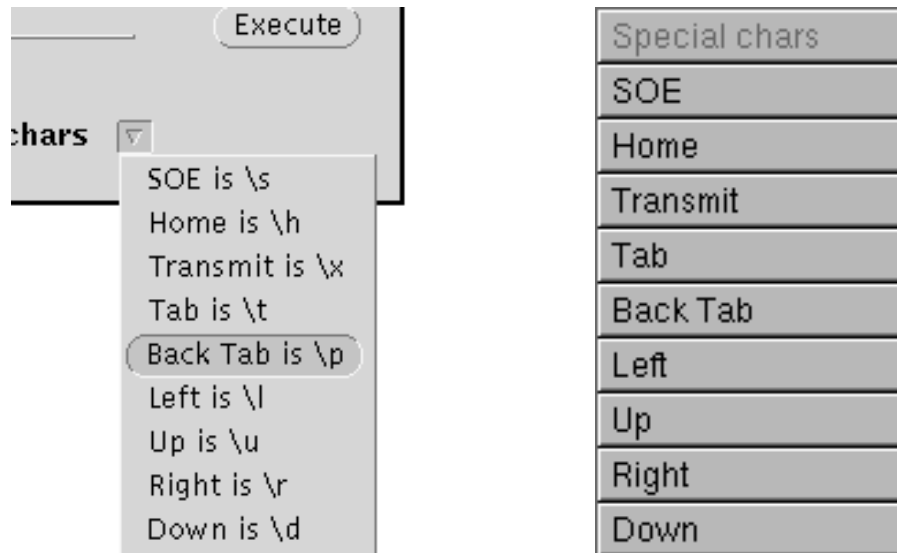 Execute
chars
SOE is \s
Home is \h
Transmit is \x
Tab is \t
Back Tab is \p
Left is \l
Up is \u
Right is \r
Down is \d
Special chars
SOE
Home
Transmit
Tab
Back Tab
Left
Up
Right
Down